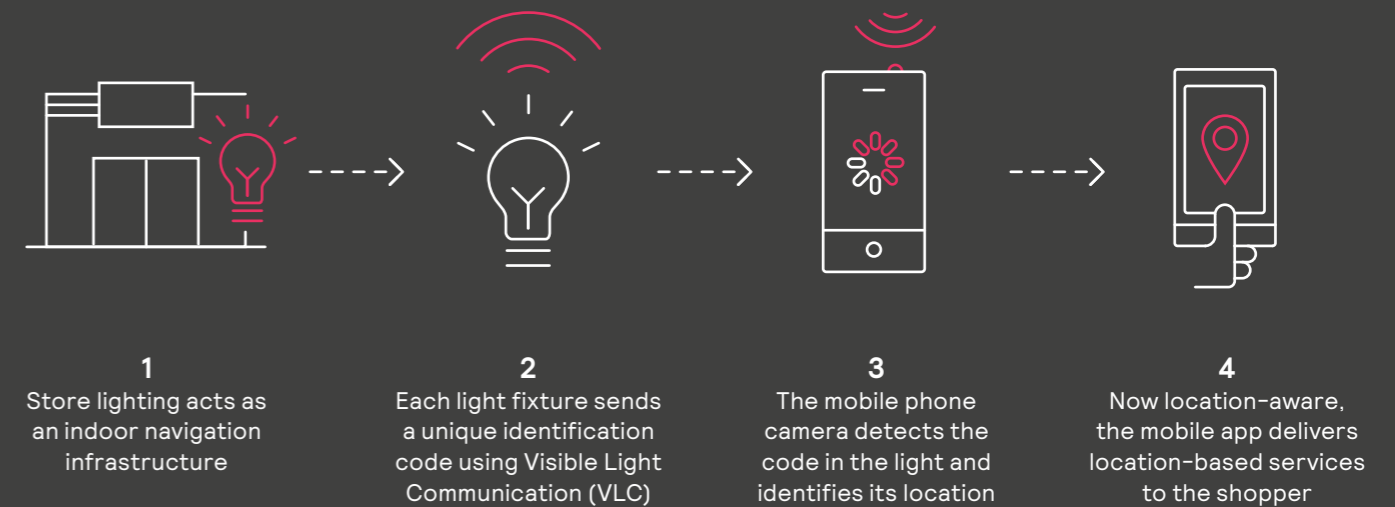 1
Store lighting acts as
an indoor navigation
infrastructure
2
Each light fixture sends
a unique identification
code using Visible Light
Communication (VLC)
3
The mobile phone
camera detects the
code in the light and
identifies its location
4
Now location-aware,
the mobile app delivers
location-based services
to the shopper